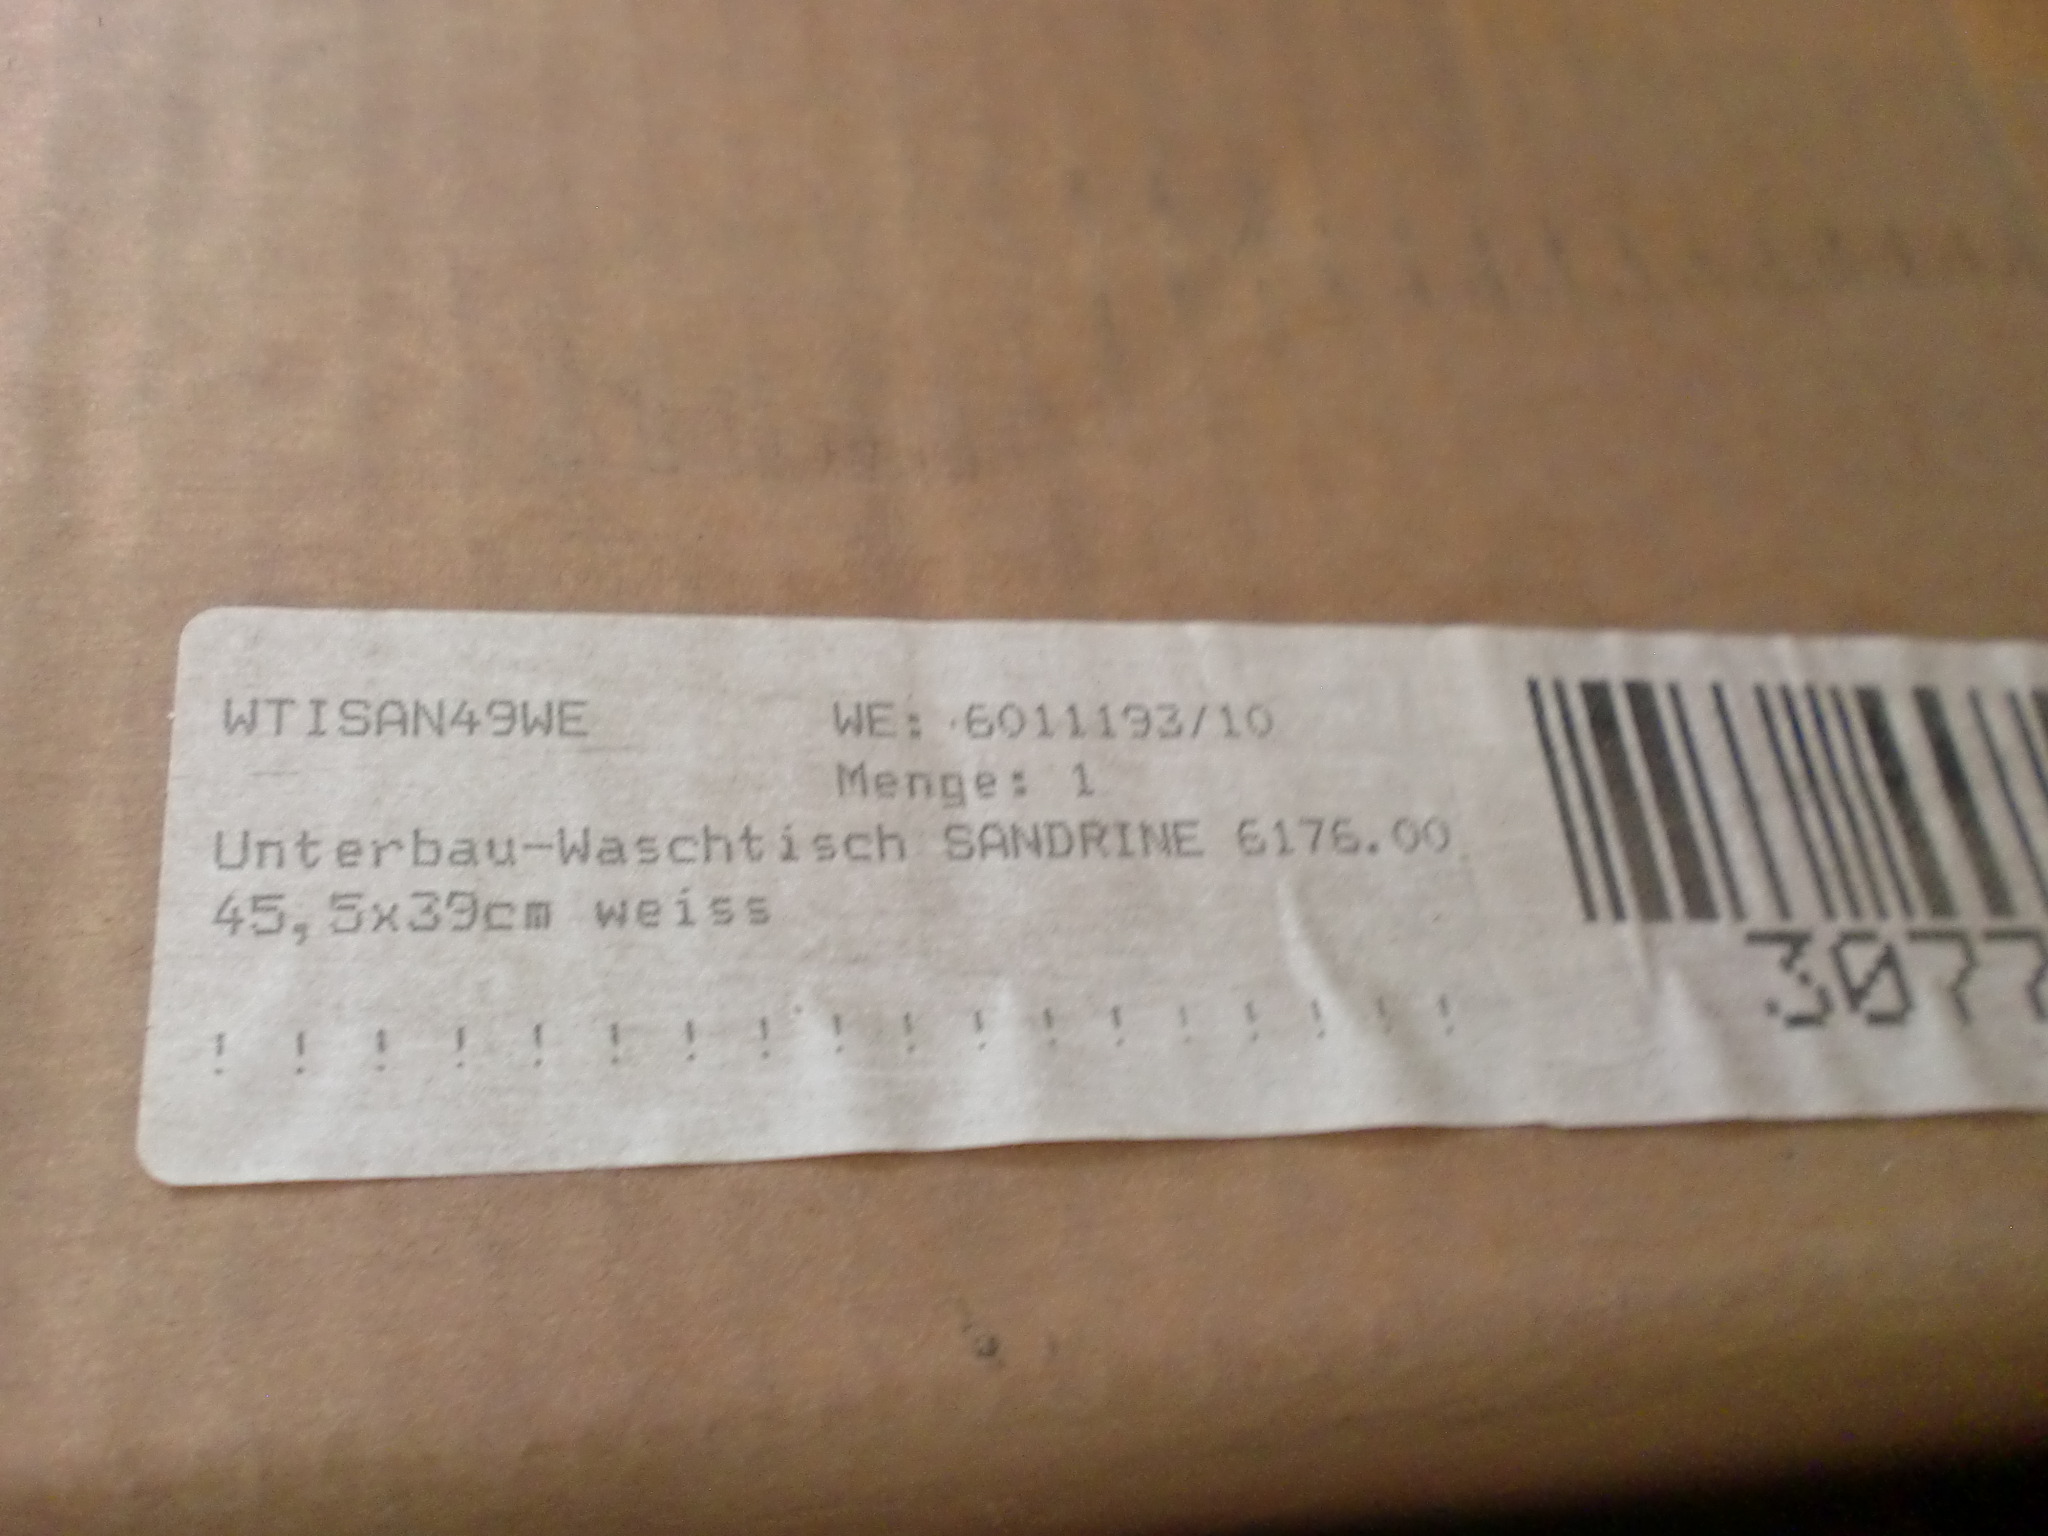 WTISAN49WE WE: 6011193/10
Menge: 1
Unterbau-Waschtisch SANDRINE 6176.00
45,5x39cm weiss
! ! ! ! ! ! ! ! ! ! ! ! ! ! ! ! ! !
3077